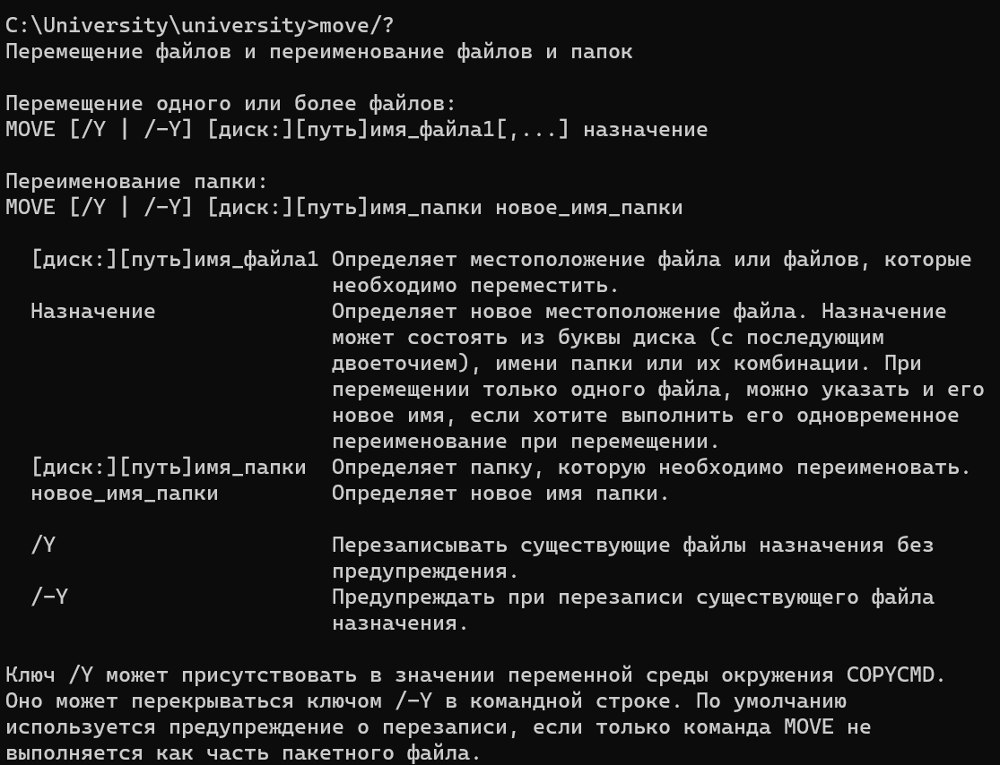 C:\University\university>move/?
Перемещение файлов и переименование файлов и папок
Перемещение одного или более файлов:
MOVE [/Y | /-Y] [диск:][путь]имя_файла1[,...] назначение
Переименование папки:
MOVE [/Y | /-Y] [диск:][путь]имя_папки новое_имя_папки
[диск:][путь]имя_файла1 Определяет местоположение файла или файлов, которые
необходимо переместить.
Назначение Определяет новое местоположение файла. Назначение
может состоять из буквы диска (с последующим
двоеточием), имени папки или их комбинации. При
перемещении только одного файла, можно указать и его
новое имя, если хотите выполнить его одновременное
переименование при перемещении.
[диск:][путь]имя_папки Определяет папку, которую необходимо переименовать.
новое_имя_папки Определяет новое имя папки.
/Y Перезаписывать существующие файлы назначения без
предупреждения.
/-Y Предупреждать при перезаписи существующего файла
назначения.
Ключ /Y может присутствовать в значении переменной среды окружения COPYCMD.
Оно может перекрываться ключом /-Y в командной строке. По умолчанию
используется предупреждение о перезаписи, если только команда MOVE не
выполняется как часть пакетного файла.